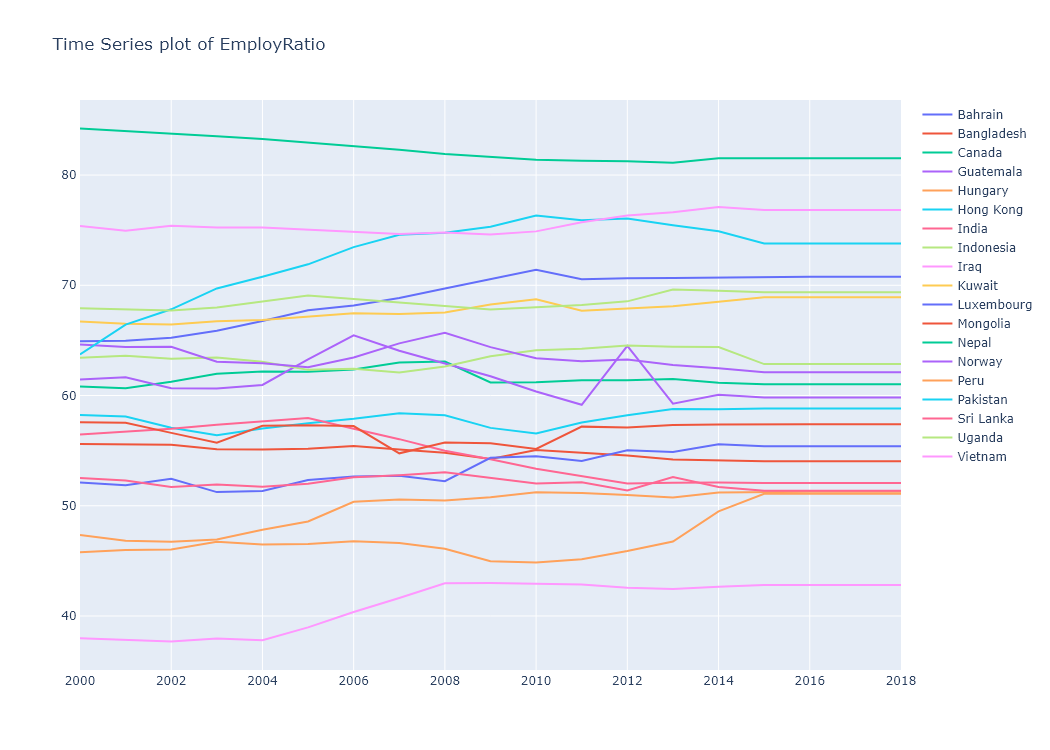 Time Series plot of EmployRatio
80
70
60
50
40
2000
2002
2004
2006
2008
2010
2012
2014
2016
2018
Bahrain
Bangladesh
Canada
Guatemala
Hungary
Hong Kong
India
Indonesia
Iraq
Kuwait
Luxembourg
Mongolia
Nepal
Norway
Peru
Pakistan
Sri Lanka
Uganda
Vietnam